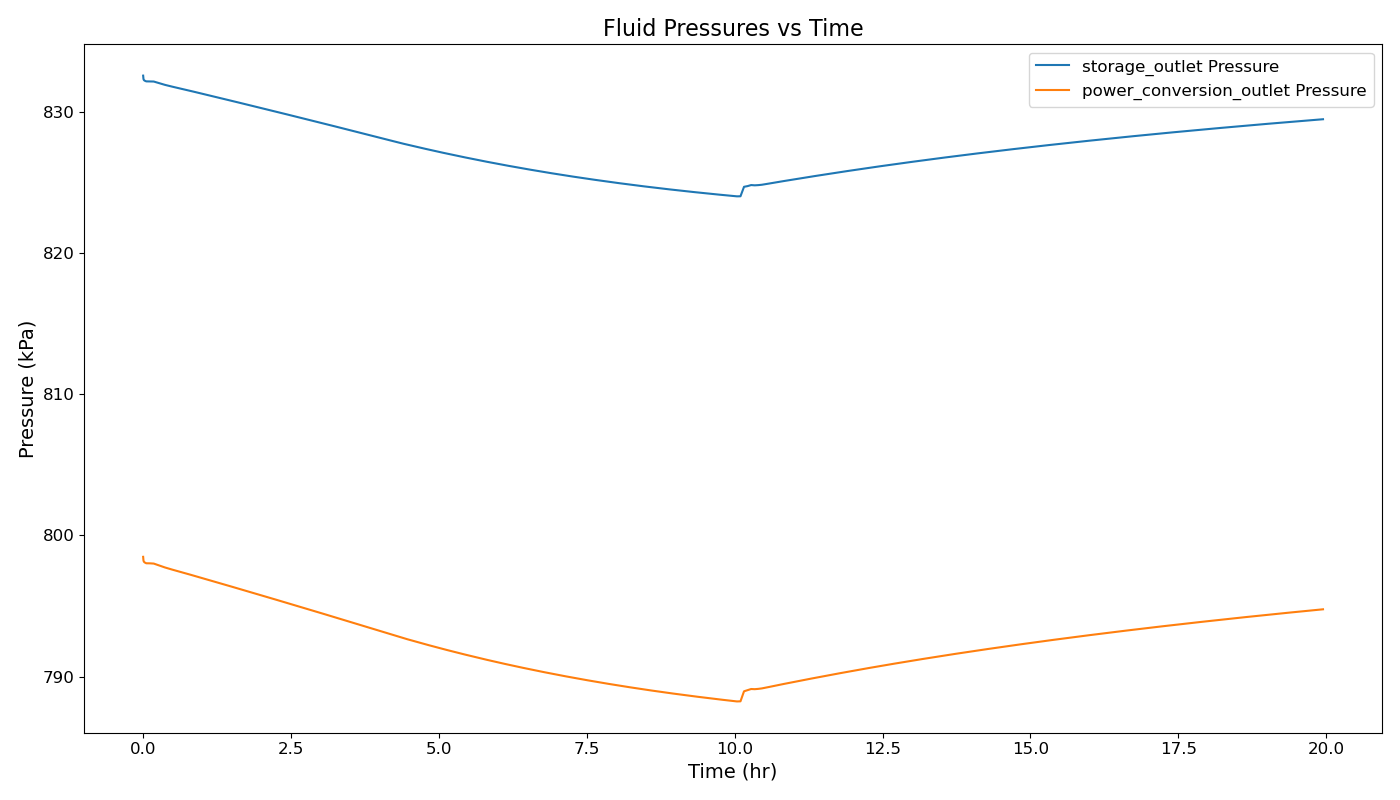 Fluid Pressures vs Time
storage_outlet Pressure
power_conversion_outlet Pressure
Pressure (kPa)
830
820
810
800
790
0.0 2.5 5.0 7.5 10.0 12.5 15.0 17.5 20.0
Time (hr)